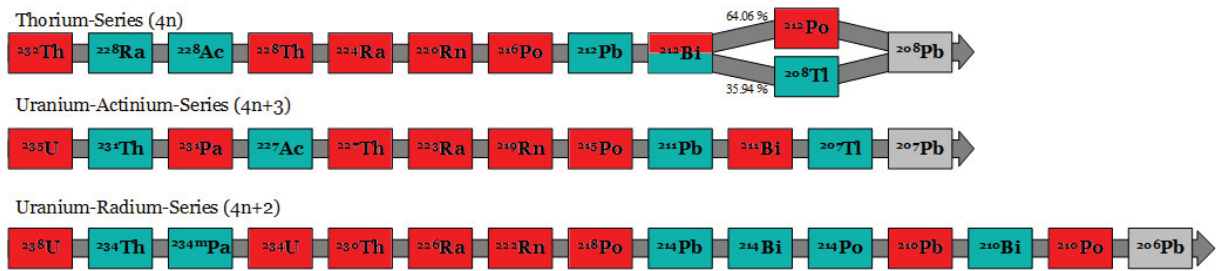 Thorium-Series (4n)
64.06 %
²¹²Po
²³²Th ²²⁸Ra ²²⁸Ac ²²⁸Th ²²⁴Ra ²²⁰Rn ²¹⁶Po ²¹²Pb ²¹²Bi ²⁰⁸Pb
²⁰⁸Tl
35.94 %
Uranium-Actinium-Series (4n+3)
²³⁵U ²³¹Th ²³¹Pa ²²⁷Ac ²²⁷Th ²²³Ra ²¹⁹Rn ²¹⁵Po ²¹¹Pb ²¹¹Bi ²⁰⁷Tl ²⁰⁷Pb
Uranium-Radium-Series (4n+2)
²³⁸U ²³⁴Th ²³⁴ᵐPa ²³⁴U ²³⁰Th ²²⁶Ra ²²²Rn ²¹⁸Po ²¹⁴Pb ²¹⁴Bi ²¹⁴Po ²¹⁰Pb ²¹⁰Bi ²¹⁰Po ²⁰⁶Pb